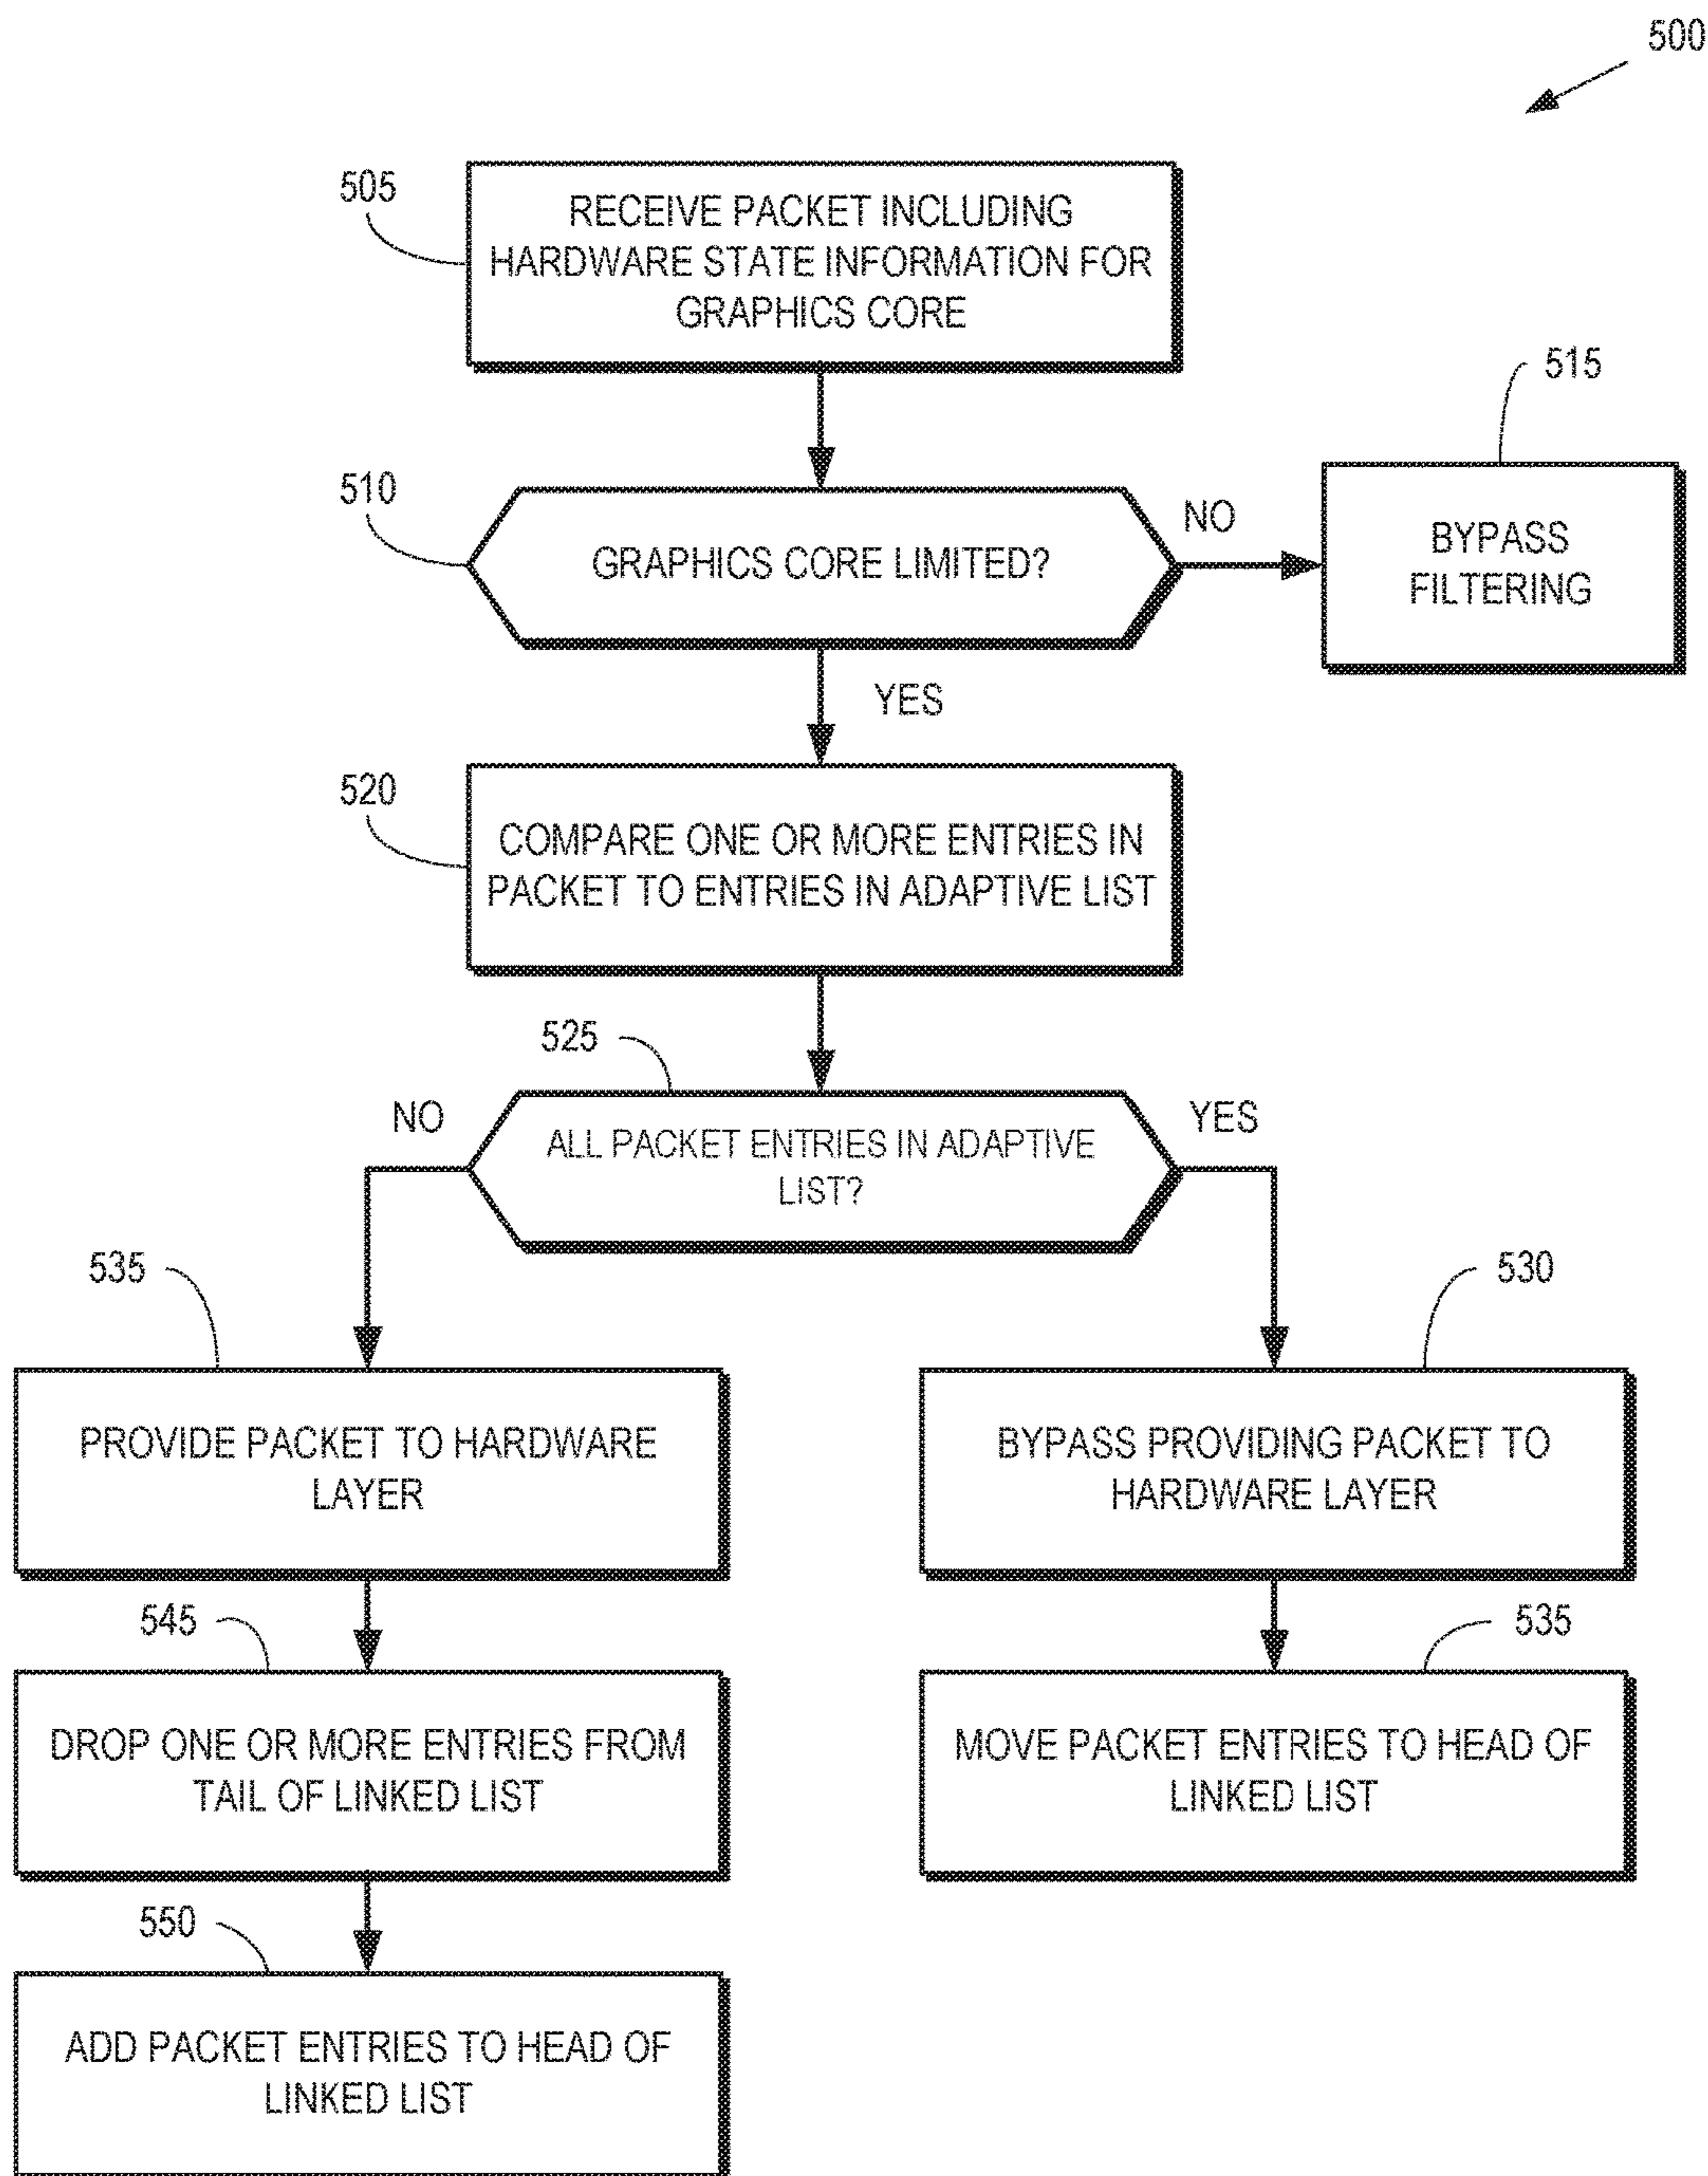 500
505
RECEIVE PACKET INCLUDING
HARDWARE STATE INFORMATION FOR
GRAPHICS CORE
515
510
NO
GRAPHICS CORE LIMITED?
BYPASS
FILTERING
YES
520
COMPARE ONE OR MORE ENTRIES IN
PACKET TO ENTRIES IN ADAPTIVE LIST
525
NO
YES
ALL PACKET ENTRIES IN ADAPTIVE
LIST?
535
530
PROVIDE PACKET TO HARDWARE
LAYER
BYPASS PROVIDING PACKET TO
HARDWARE LAYER
545
535
DROP ONE OR MORE ENTRIES FROM
TAIL OF LINKED LIST
MOVE PACKET ENTRIES TO HEAD OF
LINKED LIST
550
ADD PACKET ENTRIES TO HEAD OF
LINKED LIST